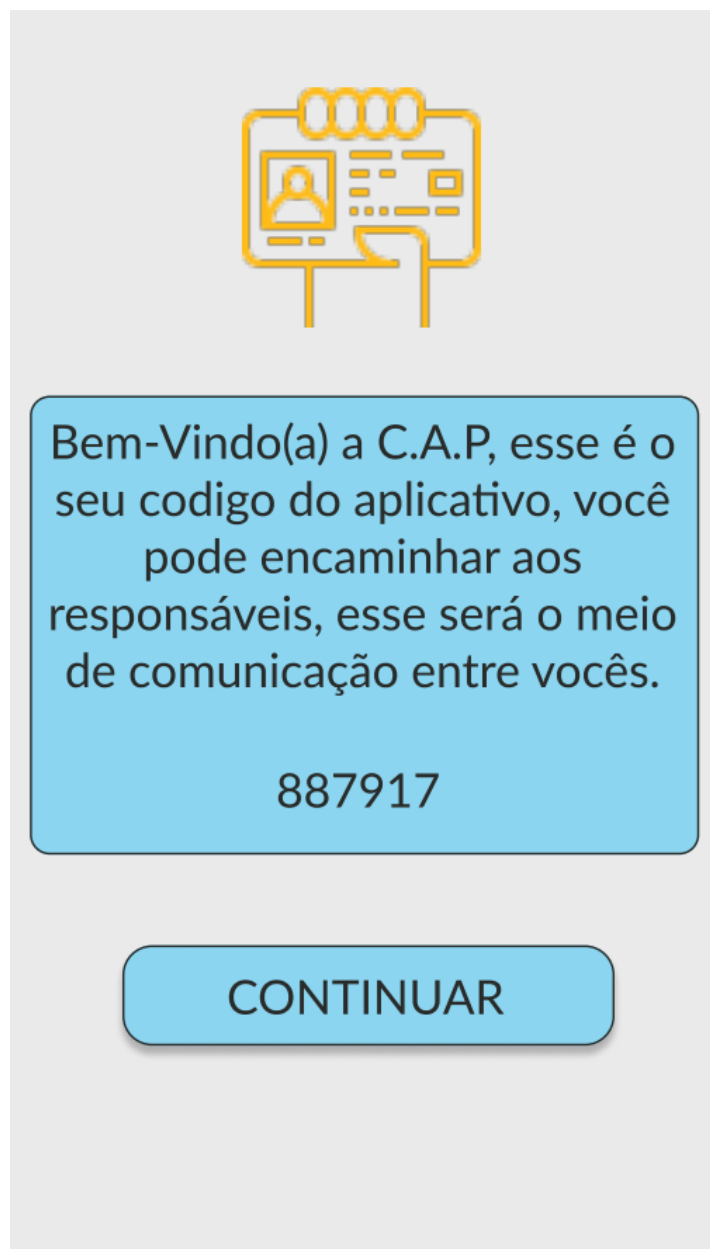 Bem-Vindo(a) a C.A.P, esse é o
seu codigo do aplicativo, você
pode encaminhar aos
responsáveis, esse será o meio
de comunicação entre vocês.
887917
CONTINUAR